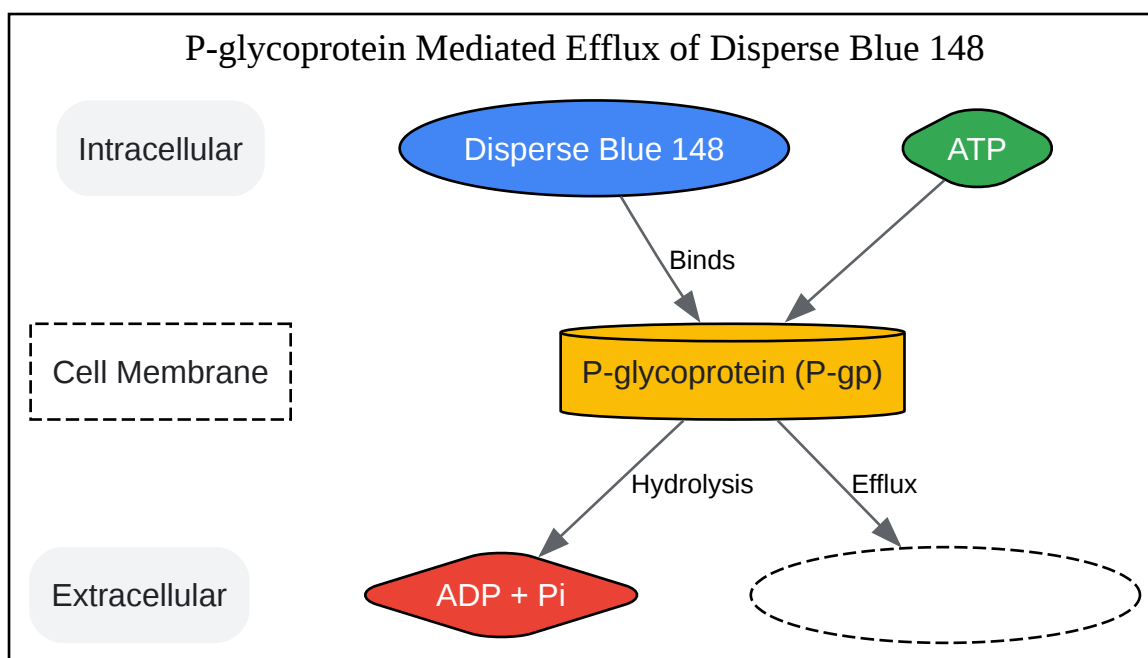 P-glycoprotein Mediated Efflux of Disperse Blue 148
Intracellular
Disperse Blue 148
ATP
Binds
Cell Membrane
P-glycoprotein (P-gp)
Hydrolysis
Efflux
Extracellular
ADP + Pi